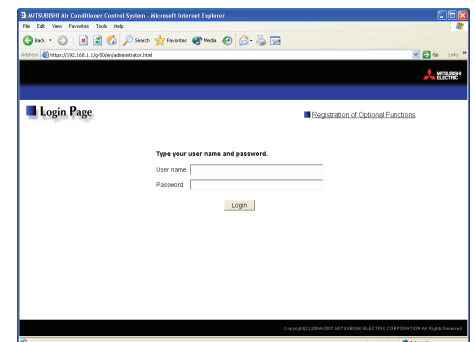 MITSUBISHI Air Conditioner Control System - Microsoft Internet Explorer
File Edit View Favorites Tools Help
Back Search Favorites Media
Address https://192.168.1.1/g-50/en/administrator.html Go Links
MITSUBISHI
ELECTRIC
Login Page
Registration of Optional Functions
Type your user name and password.
User name
Password
Login
Copyright(C) 2004-2007 MITSUBISHI ELECTRIC CORPORATION All Rights Reserved